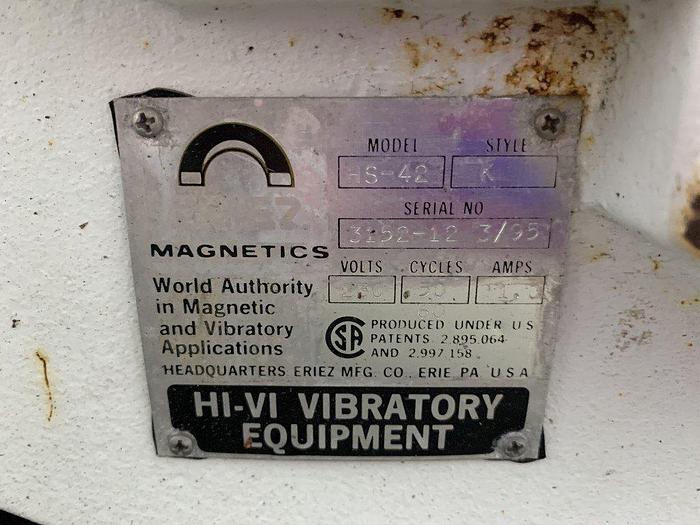 MODEL STYLE
HS-42 K
SERIAL NO
3152-12 3/95
MAGNETICS
VOLTS CYCLES AMPS
World Authority
in Magnetic
and Vibratory
Applications
CSA
PRODUCED UNDER U S
PATENTS 2.895.064
AND 2.997.158
HEADQUARTERS ERIEZ MFG. CO., ERIE, PA. U S A
HI-VI VIBRATORY
EQUIPMENT